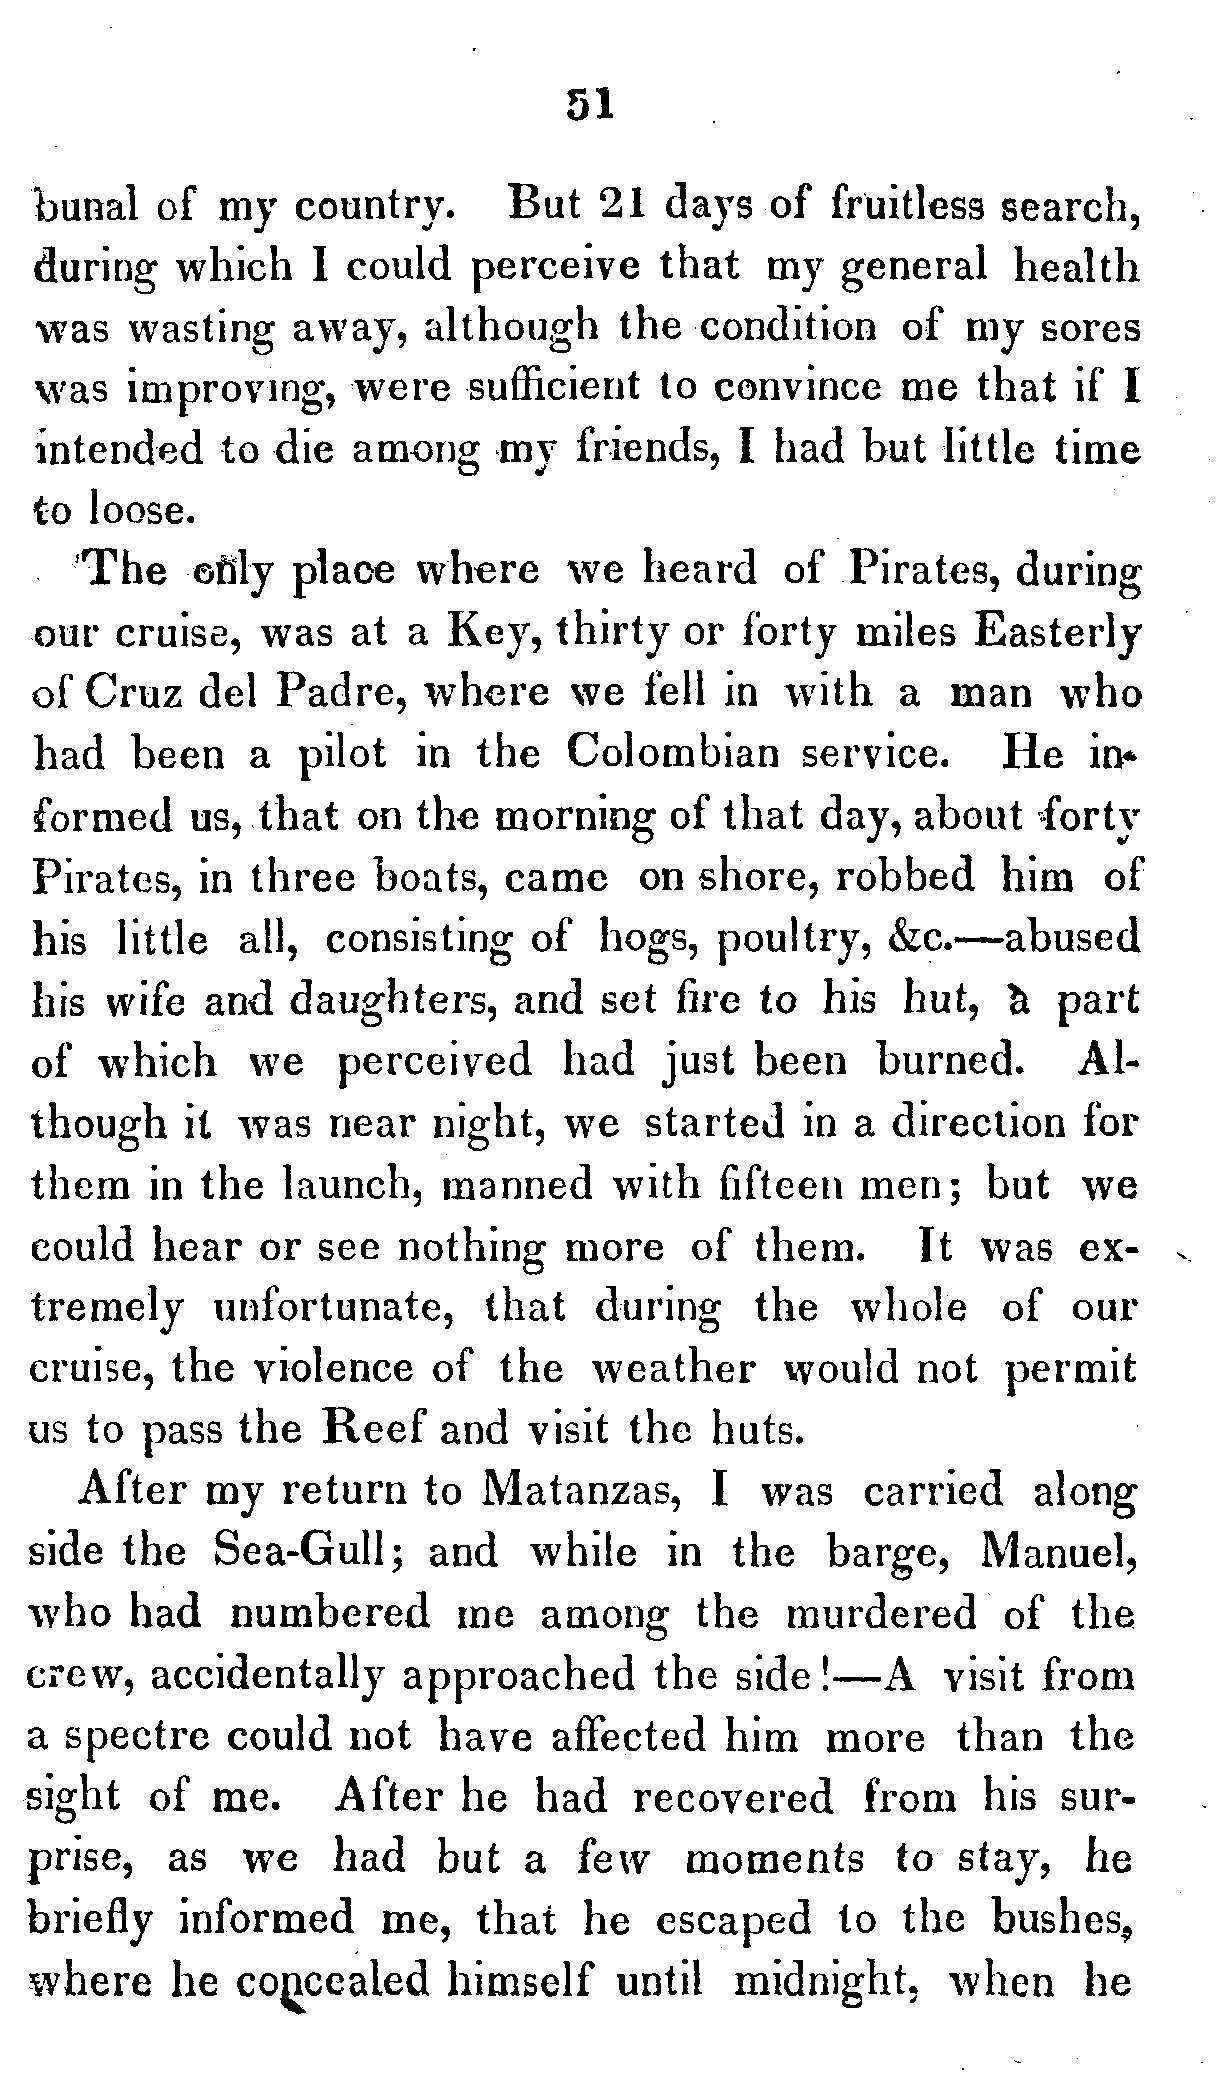 51
bunal of my country. But 21 days of fruitless search,
during which I could perceive that my general health
was wasting away, although the condition of my sores
was improving, were sufficient to convince me that if I
intended to die among my friends, I had but little time
to loose.
The only place where we heard of Pirates, during
our cruise, was at a Key, thirty or forty miles Easterly
of Cruz del Padre, where we fell in with a man who
had been a pilot in the Colombian service. He in-
formed us, that on the morning of that day, about forty
Pirates, in three boats, came on shore, robbed him of
his little all, consisting of hogs, poultry, &c.—abused
his wife and daughters, and set fire to his hut, a part
of which we perceived had just been burned. Al-
though it was near night, we started in a direction for
them in the launch, manned with fifteen men; but we
could hear or see nothing more of them. It was ex-
tremely unfortunate, that during the whole of our
cruise, the violence of the weather would not permit
us to pass the Reef and visit the huts.
After my return to Matanzas, I was carried along
side the Sea-Gull; and while in the barge, Manuel,
who had numbered me among the murdered of the
crew, accidentally approached the side!—A visit from
a spectre could not have affected him more than the
sight of me. After he had recovered from his sur-
prise, as we had but a few moments to stay, he
briefly informed me, that he escaped to the bushes,
where he concealed himself until midnight, when he